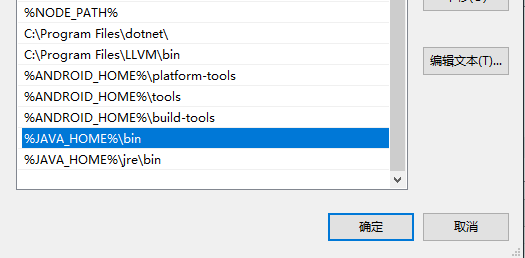 %NODE_PATH%
C:\Program Files\dotnet\
C:\Program Files\LLVM\bin
%ANDROID_HOME%\platform-tools
编辑文本(T)...
%ANDROID_HOME%\tools
%ANDROID_HOME%\build-tools
%JAVA_HOME%\bin
%JAVA_HOME%\jre\bin
确定
取消